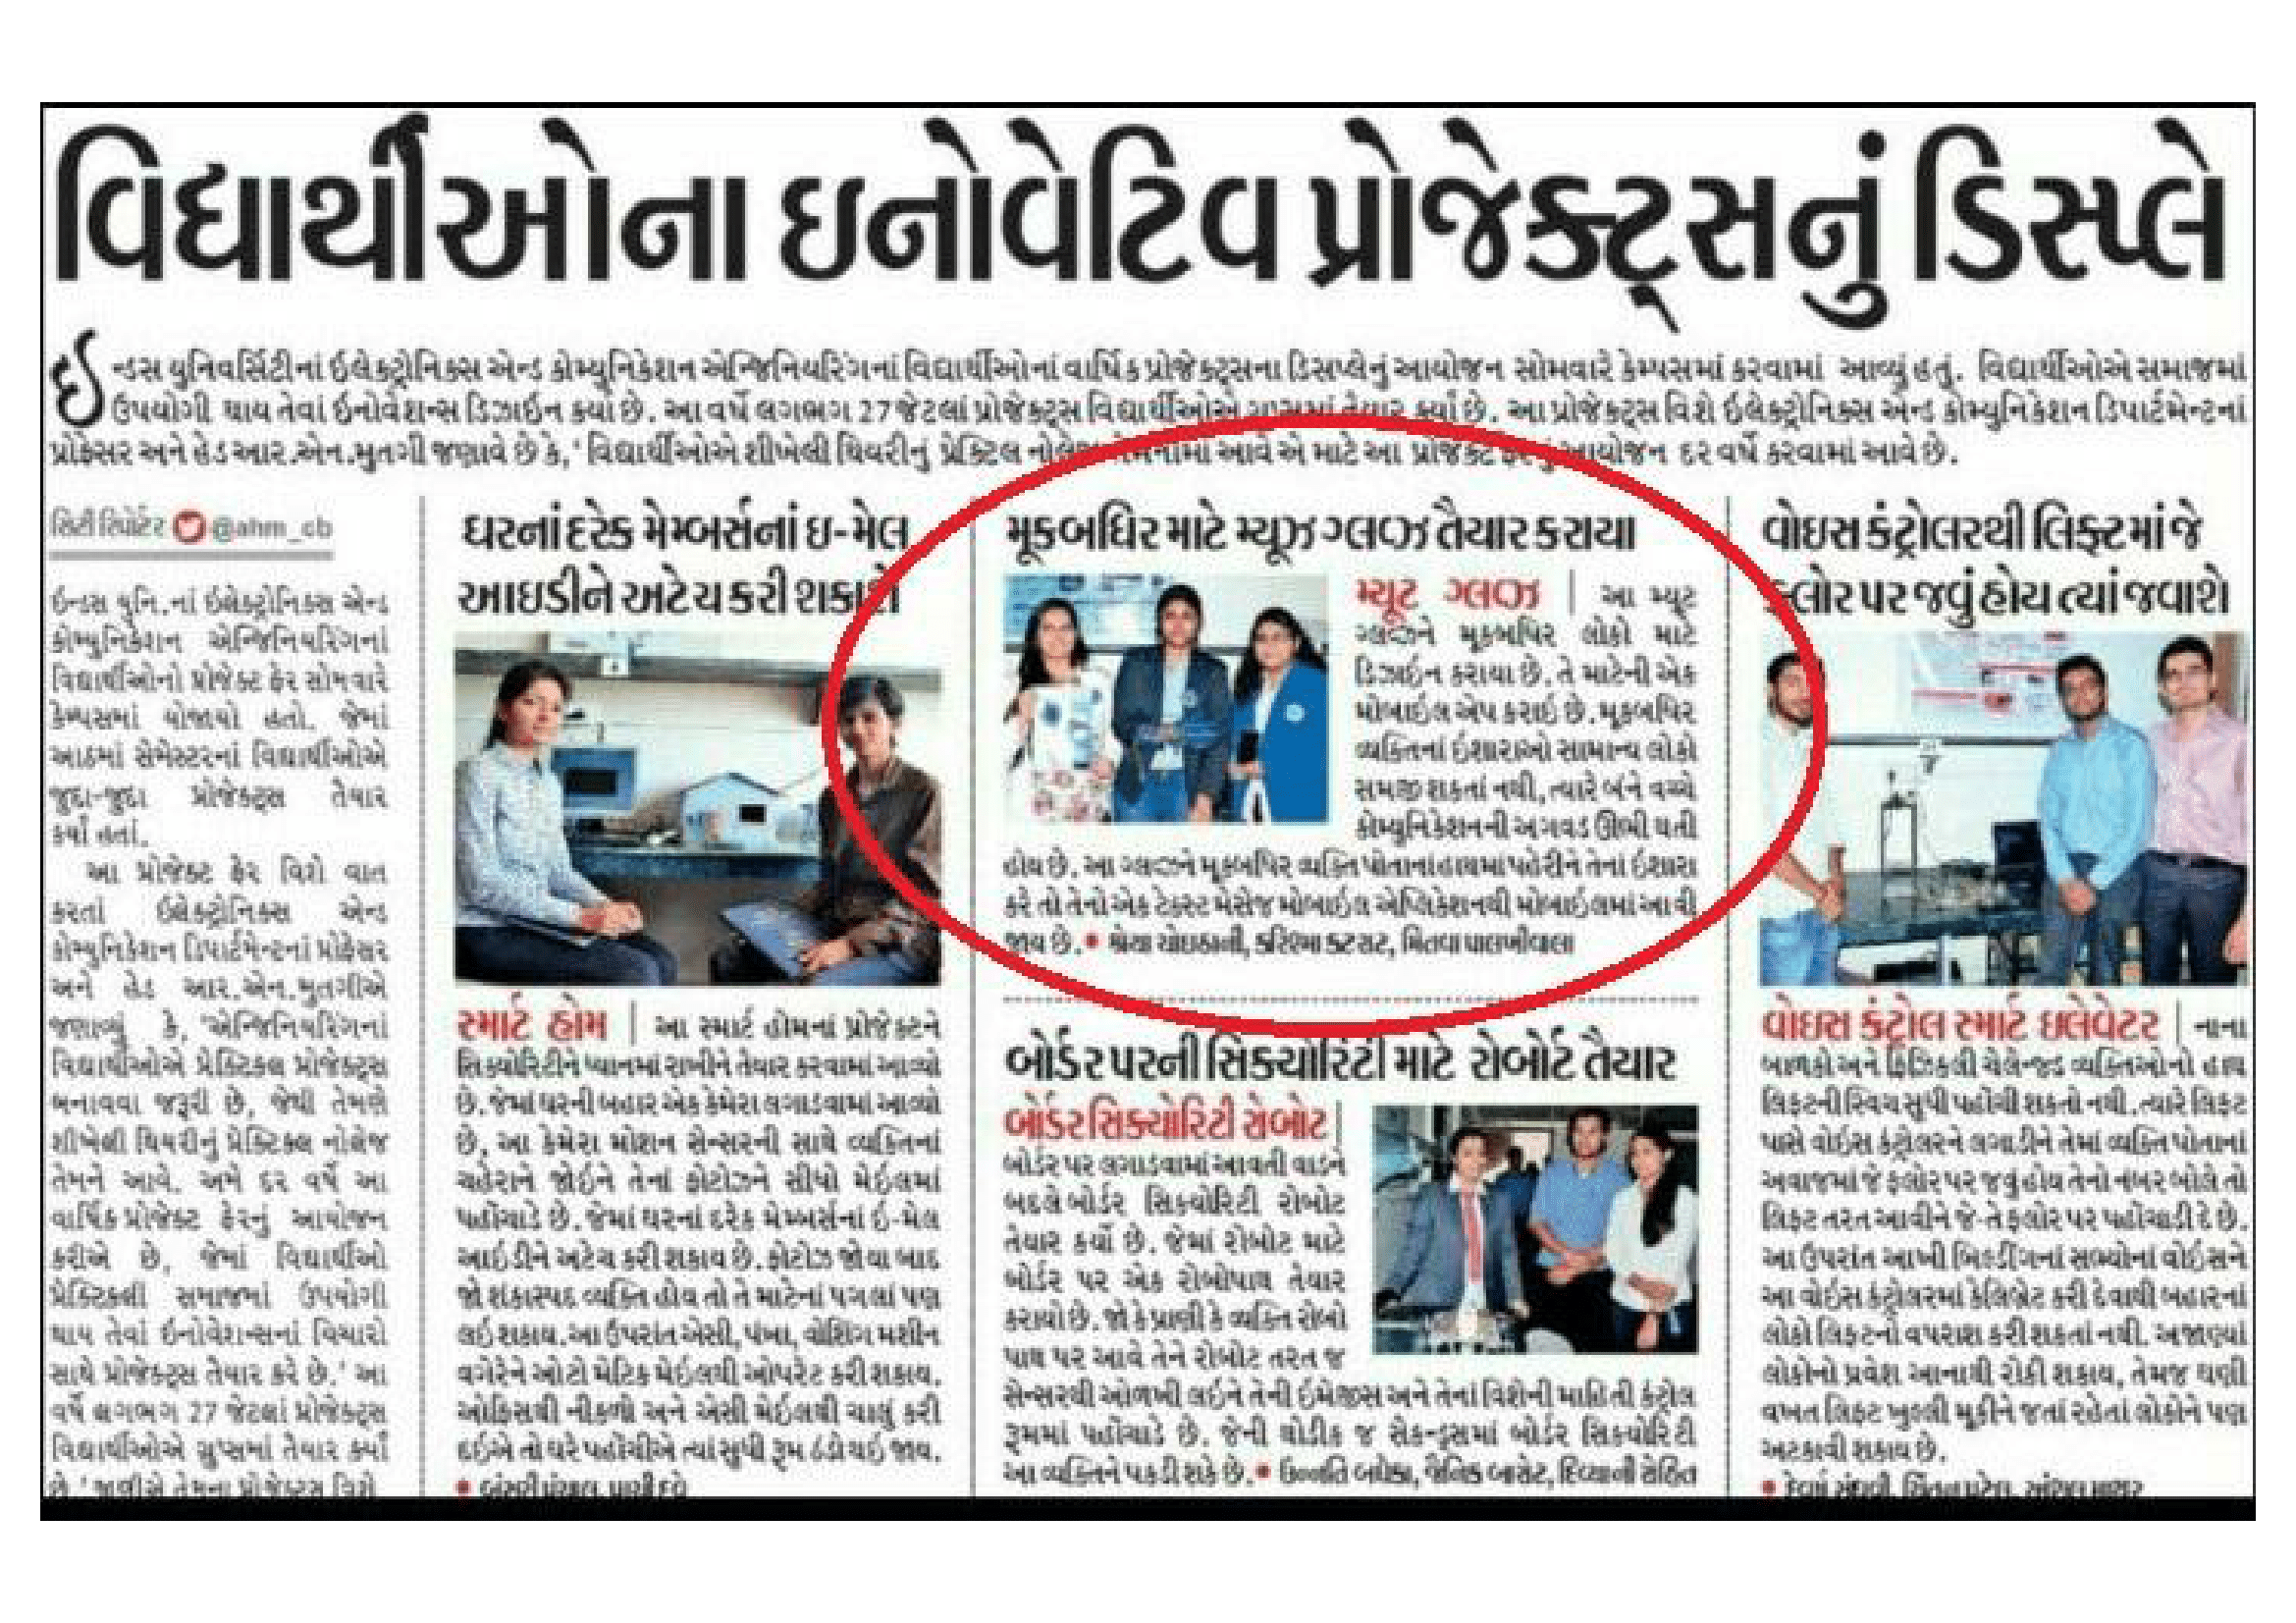 વિદ્યાર્થીઓના ઇનોવેટિવ પ્રોજેક્ટ્સનું ડિસ્પ્લે
ઇન્ડસ યુનિવર્સિટીનાં ઇલેક્ટ્રોનિક્સ એન્ડ કોમ્યુનિકેશન એન્જિનિયરિંગનાં વિદ્યાર્થીઓનાં વાર્ષિક પ્રોજેક્ટ્સના ડિસપ્લેનું આયોજન સોમવારે કેમ્પસમાં કરવામાં આવ્યું હતું. વિદ્યાર્થીઓએ સમાજમાં
ઉપયોગી થાય તેવાં ઇનોવેશન્સ ડિઝાઇન કર્યાં છે. આ વર્ષે લગભગ 27 જેટલાં પ્રોજેક્ટ્સ વિદ્યાર્થીઓએ ગ્રુપ્સમાં તૈયાર કર્યાં છે. આ પ્રોજેક્ટ્સ વિશે ઇલેક્ટ્રોનિક્સ એન્ડ કોમ્યુનિકેશન ડિપાર્ટમેન્ટનાં
પ્રોફેસર અને હેડ આર.એન.મુતગી જણાવે છે કે,' વિદ્યાર્થીઓએ શીખેલી થિયરીનું પ્રેક્ટિલ નોલેજ તેમનામાં આવે એ માટે આ પ્રોજેક્ટ ફેરનું આયોજન દર વર્ષે કરવામાં આવે છે.
સિટી રિપોર્ટર @ahm_cb
ઇન્ડસ યુનિ.નાં ઇલેક્ટ્રોનિક્સ એન્ડ
કોમ્યુનિકેશન એન્જિનિયરિંગનાં
વિદ્યાર્થીઓનો પ્રોજેક્ટ ફેર સોમવારે
કેમ્પસમાં યોજાયો હતો. જેમાં
આઠમાં સેમેસ્ટરનાં વિદ્યાર્થીઓએ
જુદા-જુદા પ્રોજેક્ટ્સ તૈયાર
કર્યાં હતાં.
આ પ્રોજેક્ટ ફેર વિશે વાત
કરતાં ઇલેક્ટ્રોનિક્સ એન્ડ
કોમ્યુનિકેશન ડિપાર્ટમેન્ટનાં પ્રોફેસર
અને હેડ આર.એન.મુતગીએ
જણાવ્યું કે, 'એન્જિનિયરિંગનાં
વિદ્યાર્થીઓએ પ્રેક્ટિકલ પ્રોજેક્ટ્સ
બનાવવા જરૂરી છે, જેથી તેમણે
શીખેલી થિયરીનું પ્રેક્ટિકલ નોલેજ
તેમને આવે. અમે દર વર્ષે આ
વાર્ષિક પ્રોજેક્ટ ફેરનું આયોજન
કરીએ છે, જેમાં વિદ્યાર્થીઓ
પ્રેક્ટિકલી સમાજમાં ઉપયોગી
થાય તેવાં ઇનોવેશન્સનાં વિચારો
સાથે પ્રોજેક્ટ્સ તૈયાર કરે છે.' આ
વર્ષે લગભગ 27 જેટલાં પ્રોજેક્ટ્સ
વિદ્યાર્થીઓએ ગ્રુપ્સમાં તૈયાર કર્યાં
છે.' જાણીએ તેમના પ્રોજેક્ટ્સ વિશે
ઘરનાં દરેક મેમ્બર્સનાં ઇ-મેલ
આઇડીને અટેચ કરી શકાશે
સ્માર્ટ હોમ | આ સ્માર્ટ હોમનાં પ્રોજેક્ટને
સિક્યોરિટીને ધ્યાનમાં રાખીને તૈયાર કરવામાં આવ્યો
છે. જેમાં ઘરની બહાર એક કેમેરા લગાડવામાં આવ્યો
છે, આ કેમેરા મોશન સેન્સરની સાથે વ્યક્તિનાં
ચહેરાને જોઇને તેનાં ફોટોઝને સીધો મેઇલમાં
પહોંચાડે છે. જેમાં ઘરનાં દરેક મેમ્બર્સનાં ઇ-મેલ
આઇડીને અટેચ કરી શકાય છે. ફોટોઝ જોયા બાદ
જો શંકાસ્પદ વ્યક્તિ હોય તો તે માટેનાં પગલાં પણ
લઇ શકાય. આ ઉપરાંત એસી, પંખા, વોશિંગ મશીન
વગેરેને ઓટો મેટિક મેઇલથી ઓપરેટ કરી શકાય.
ઓફિસથી નીકળો અને એસી મેઇલથી ચાલું કરી
દઇએ તો ઘરે પહોંચીએ ત્યાં સુધી રૂમ ઠંડો થઇ જાય.
મૂકબધિર માટે મ્યૂઝ ગ્લવ્ઝ તૈયાર કરાયા
મ્યૂટ ગ્લવ્ઝ | આ મ્યૂટ
ગ્લવ્ઝને મૂકબધિર લોકો માટે
ડિઝાઇન કરાયા છે. તે માટેની એક
મોબાઇલ એપ કરાઇ છે. મૂકબધિર
વ્યક્તિનાં ઇશારાઓ સામાન્ય લોકો
સમજી શકતાં નથી, ત્યારે બંને વચ્ચે
કોમ્યુનિકેશનની અગવડ ઊભી થતી
હોય છે. આ ગ્લવ્ઝને મૂકબધિર વ્યક્તિ પોતાનાં હાથમાં પહેરીને તેનાં ઇશારા
કરે તો તેનો એક ટેક્સ્ટ મેસેજ મોબાઇલ એપ્લિકેશનથી મોબાઇલમાં આવી
જાય છે. • શ્રેયા ચોઇઠાની, કરિશ્મા કટરાટ, મિતવા પાલખીવાલા
બોર્ડર પરની સિક્યોરિટી માટે રોબોર્ટ તૈયાર
બોર્ડર સિક્યોરિટી રોબોટ |
બોર્ડર પર લગાડવામાં આવતી વાડને
બદલે બોર્ડર સિક્યોરિટી રોબોટ
તૈયાર કર્યો છે. જેમાં રોબોટ માટે
બોર્ડર પર એક રોબોપાથ તૈયાર
કરાયો છે. જો કે પ્રાણી કે વ્યક્તિ રોબો
પાથ પર આવે તેને રોબોટ તરત જ
સેન્સરથી ઓળખી લઇને તેની ઇમેજીસ અને તેનાં વિશેની માહિતી કંટ્રોલ
રૂમમાં પહોંચાડે છે. જેની થોડીક જ સેકન્ડ્સમાં બોર્ડર સિક્યોરિટી
આ વ્યક્તિને પકડી શકે છે. • ઉન્નતિ બધેકા, જૈનિક બારોટ, દિવ્યાની રોહિત
વોઇસ કંટ્રોલરથી લિફ્ટમાં જે
ફ્લોર પર જવું હોય ત્યાં જવાશે
વોઇસ કંટ્રોલ સ્માર્ટ ઇલેવેટર | નાના
બાળકો અને ફિઝિકલી ચેલેન્જડ વ્યક્તિઓનો હાથ
લિફ્ટની સ્વિચ સુધી પહોંચી શકતો નથી. ત્યારે લિફ્ટ
પાસે વોઇસ કંટ્રોલરને લગાડીને તેમાં વ્યક્તિ પોતાનાં
અવાજમાં જે ફ્લોર પર જવું હોય તેનો નંબર બોલે તો
લિફ્ટ તરત આવીને જે-તે ફ્લોર પર પહોંચાડી દે છે.
આ ઉપરાંત આખી બિલ્ડીંગનાં સભ્યોનાં વોઇસને
આ વોઇસ કંટ્રોલરમાં કેલિબ્રેટ કરી દેવાથી બહારનાં
લોકો લિફ્ટનો વપરાશ કરી શકતાં નથી. અજાણ્યાં
લોકોનો પ્રવેશ આનાથી રોકી શકાય, તેમજ ઘણી
વખત લિફ્ટ ખુલ્લી મૂકીને જતાં રહેતાં લોકોને પણ
અટકાવી શકાય છે.